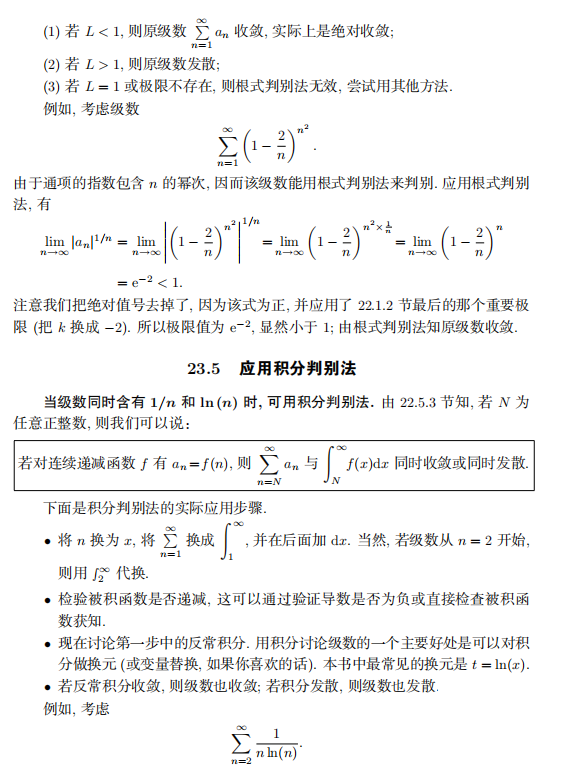 (1) 若 L < 1, 则原级数 $\sum_{n=1}^{\infty} a_n$ 收敛, 实际上是绝对收敛;
(2) 若 L > 1, 则原级数发散;
(3) 若 L = 1 或极限不存在, 则根式判别法无效, 尝试用其他方法.
例如, 考虑级数
$\sum_{n=1}^{\infty} \left(1 - \frac{2}{n}\right)^{n^2}.$
由于通项的指数包含 n 的幂次, 因而该级数能用根式判别法来判别. 应用根式判别
法, 有
$\lim_{n\to\infty} |a_n|^{1/n} = \lim_{n\to\infty} \left|\left(1 - \frac{2}{n}\right)^{n^2}\right|^{1/n} = \lim_{n\to\infty} \left(1 - \frac{2}{n}\right)^{n^2 \times \frac{1}{n}} = \lim_{n\to\infty} \left(1 - \frac{2}{n}\right)^{n}$
$= \mathrm{e}^{-2} < 1.$
注意我们把绝对值号去掉了, 因为该式为正, 并应用了 22.1.2 节最后的那个重要极
限 (把 k 换成 −2). 所以极限值为 $\mathrm{e}^{-2}$, 显然小于 1; 由根式判别法知原级数收敛.
23.5 应用积分判别法
当级数同时含有 1/n 和 ln (n) 时, 可用积分判别法. 由 22.5.3 节知, 若 N 为
任意正整数, 则我们可以说:
若对连续递减函数 f 有 $a_n = f(n)$, 则 $\sum_{n=N}^{\infty} a_n$ 与 $\int_{N}^{\infty} f(x)\mathrm{d}x$ 同时收敛或同时发散.
下面是积分判别法的实际应用步骤.
• 将 n 换为 x, 将 $\sum_{n=1}^{\infty}$ 换成 $\int_{1}^{\infty}$, 并在后面加 dx. 当然, 若级数从 n = 2 开始,
则用 $\int_{2}^{\infty}$ 代换.
• 检验被积函数是否递减, 这可以通过验证导数是否为负或直接检查被积函
数获知.
• 现在讨论第一步中的反常积分. 用积分讨论级数的一个主要好处是可以对积
分做换元 (或变量替换, 如果你喜欢的话). 本书中最常见的换元是 t = ln(x).
• 若反常积分收敛, 则级数也收敛; 若积分发散, 则级数也发散.
例如, 考虑
$\sum_{n=2}^{\infty} \frac{1}{n \ln(n)}.$